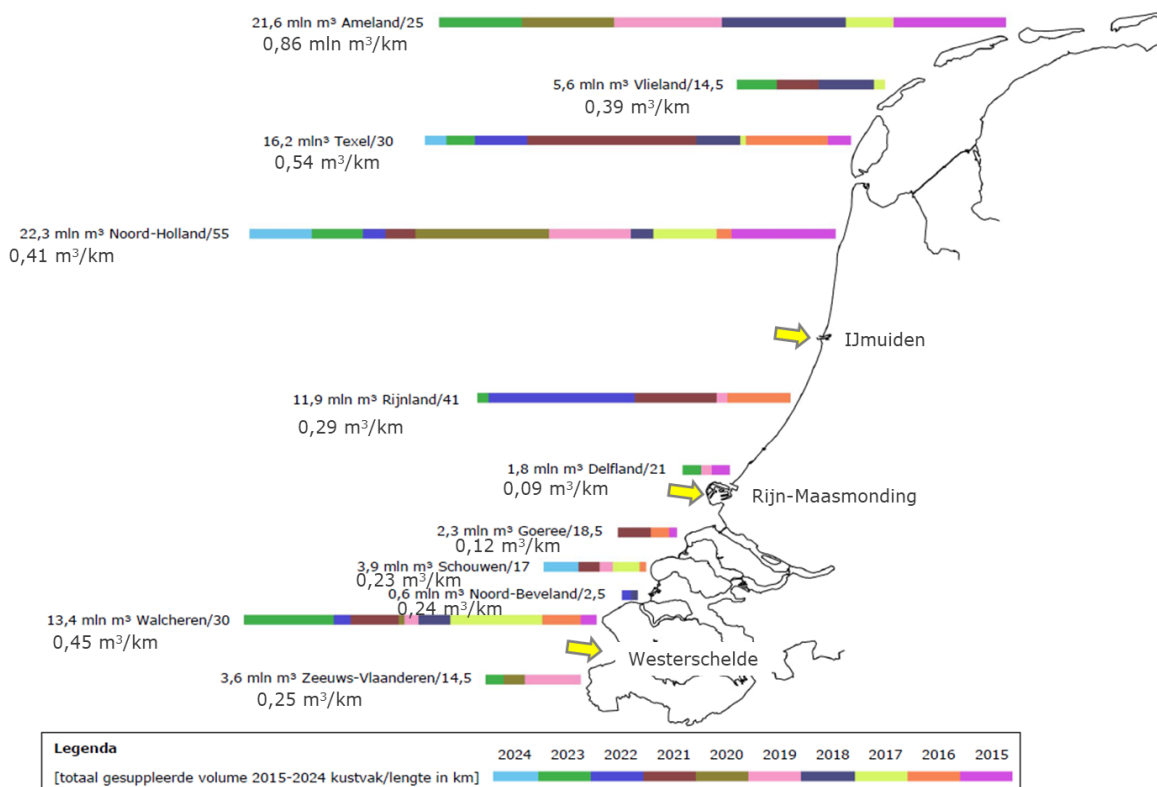 21,6 mln m³ Ameland/25
0,86 mln m³/km
5,6 mln m³ Vlieland/14,5
0,39 m³/km
16,2 mln³ Texel/30
0,54 m³/km
22,3 mln m³ Noord-Holland/55
0,41 m³/km
IJmuiden
11,9 mln m³ Rijnland/41
0,29 m³/km
1,8 mln m³ Delfland/21
0,09 m³/km
Rijn-Maasmonding
2,3 mln m³ Goeree/18,5
0,12 m³/km
3,9 mln m³ Schouwen/17
0,23 m³/km
0,6 mln m³ Noord-Beveland/2,5
0,24 m³/km
13,4 mln m³ Walcheren/30
0,45 m³/km
Westerschelde
3,6 mln m³ Zeeuws-Vlaanderen/14,5
0,25 m³/km
Legenda
2024 2023 2022 2021 2020 2019 2018 2017 2016 2015
[totaal gesuppleerde volume 2015-2024 kustvak/lengte in km]